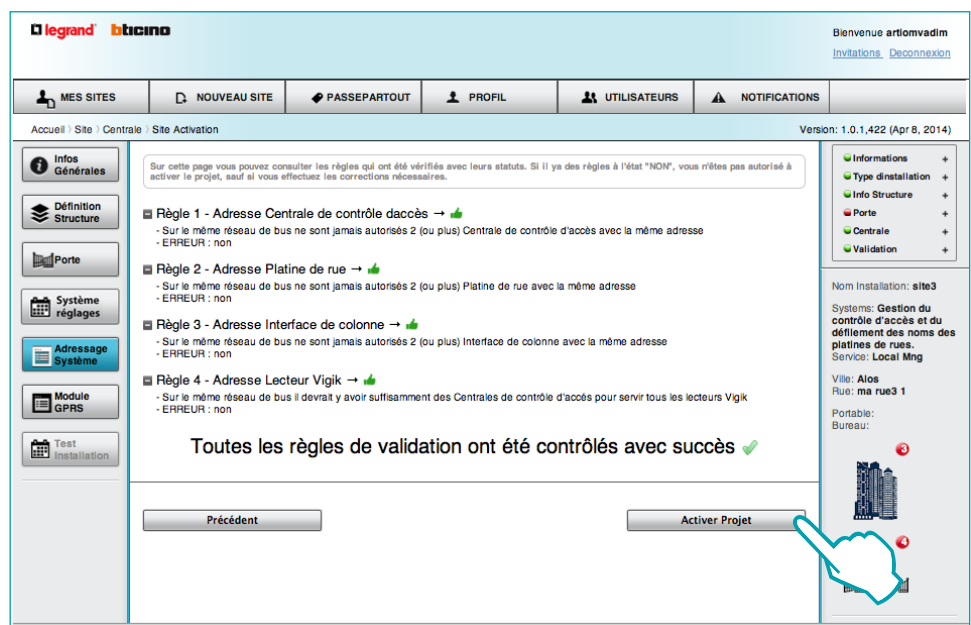 legrand bticino
Bienvenue artiomvadim
Invitations Deconnexion
MES SITES NOUVEAU SITE PASSEPARTOUT PROFIL UTILISATEURS NOTIFICATIONS
Accueil Site Centrale Site Activation Version: 1.0.1,422 (Apr 8, 2014)
Infos
Générales
Définition
Structure
Porte
Système
réglages
Adressage
Système
Module
GPRS
Test
Installation
Sur cette page vous pouvez consulter les règles qui ont été vérifiés avec leurs statuts. Si il ya des règles à l'état "NON", vous n'êtes pas autorisé à
activer le projet, sauf si vous effectuez les corrections nécessaires.
Règle 1 - Adresse Centrale de contrôle daccès →
- Sur le même réseau de bus ne sont jamais autorisés 2 (ou plus) Centrale de contrôle d'accès avec la même adresse
- ERREUR : non
Règle 2 - Adresse Platine de rue →
- Sur le même réseau de bus ne sont jamais autorisés 2 (ou plus) Platine de rue avec la même adresse
- ERREUR : non
Règle 3 - Adresse Interface de colonne →
- Sur le même réseau de bus ne sont jamais autorisés 2 (ou plus) Interface de colonne avec la même adresse
- ERREUR : non
Règle 4 - Adresse Lecteur Vigik →
- Sur le même réseau de bus il devrait y avoir suffisamment des Centrales de contrôle d'accés pour servir tous les lecteurs Vigik
- ERREUR : non
Toutes les règles de validation ont été contrôlés avec succès
Précédent
Activer Projet
Informations +
Type dinstallation +
Info Structure +
Porte +
Centrale +
Validation +
Nom Installation: site3
Systems: Gestion du
contrôle d'accès et du
défilement des noms des
platines de rues.
Service: Local Mng
Ville: Alos
Rue: ma rue3 1
Portable:
Bureau:
3
4